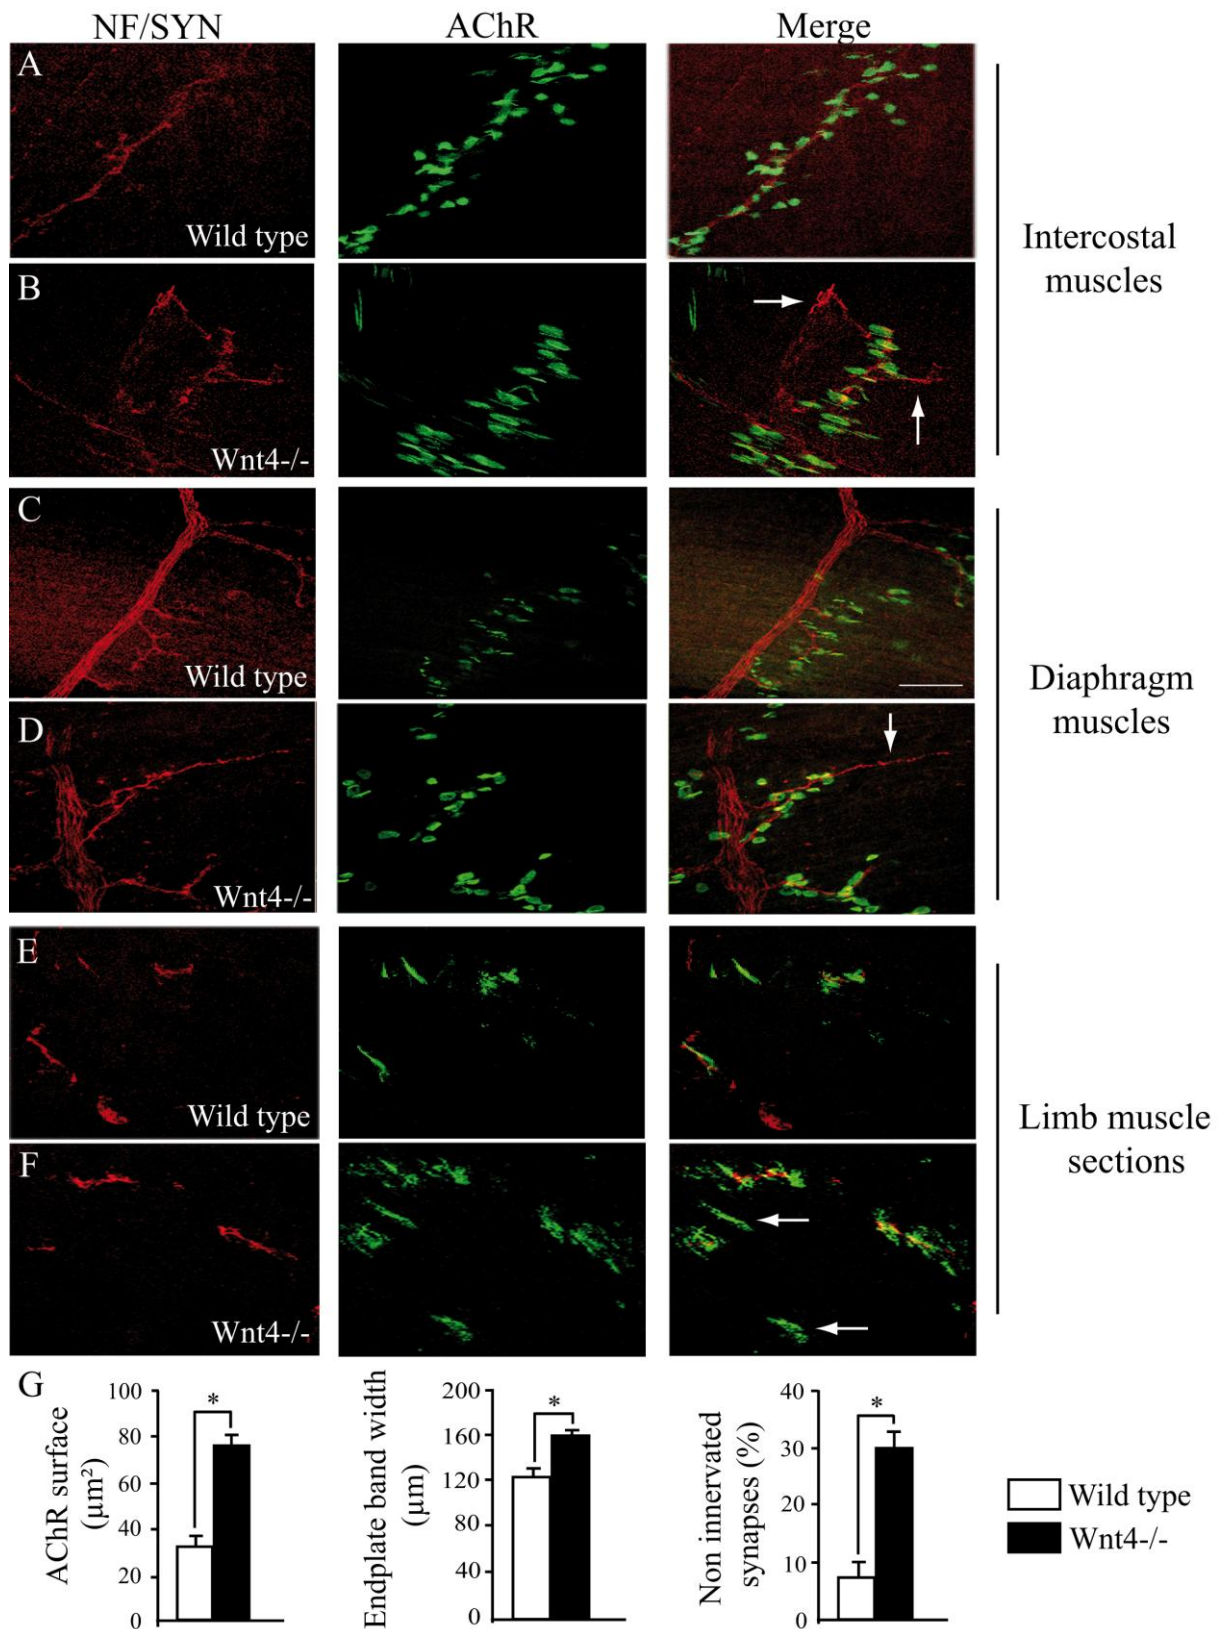 NF/SYN AChR Merge
A
Wild type
B
Wnt4-/-
Intercostal
muscles
C
Wild type
D
Wnt4-/-
Diaphragm
muscles
E
Wild type
F
Wnt4-/-
Limb muscle
sections
G
AChR surface
(µm²)
100
80
60
40
20
0
*
Endplate band width
(µm)
200
160
120
80
40
0
*
Non innervated
synapses (%)
40
30
20
10
0
*
Wild type
Wnt4-/-